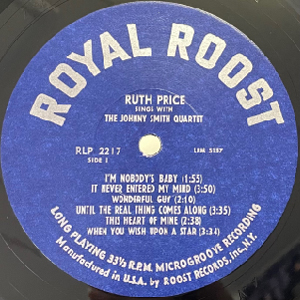 ROYAL ROOST
RUTH PRICE
SINGS WITH
THE JOHNNY SMITH QUARTET
RLP 2217
SIDE 1
I'M NOBODY'S BABY (1:55)
IT NEVER ENTERED MY MIND (3:50)
WONDERFUL GUY (2:10)
UNTIL THE REAL THING COMES ALONG (3:35)
THIS HEART OF MINE (2:38)
WHEN YOU WISH UPON A STAR (3:34)
LONG PLAYING 33⅓ R.P.M. MICROGROOVE RECORDING
Manufactured in U.S.A. by ROOST RECORDS, INC., N.Y.